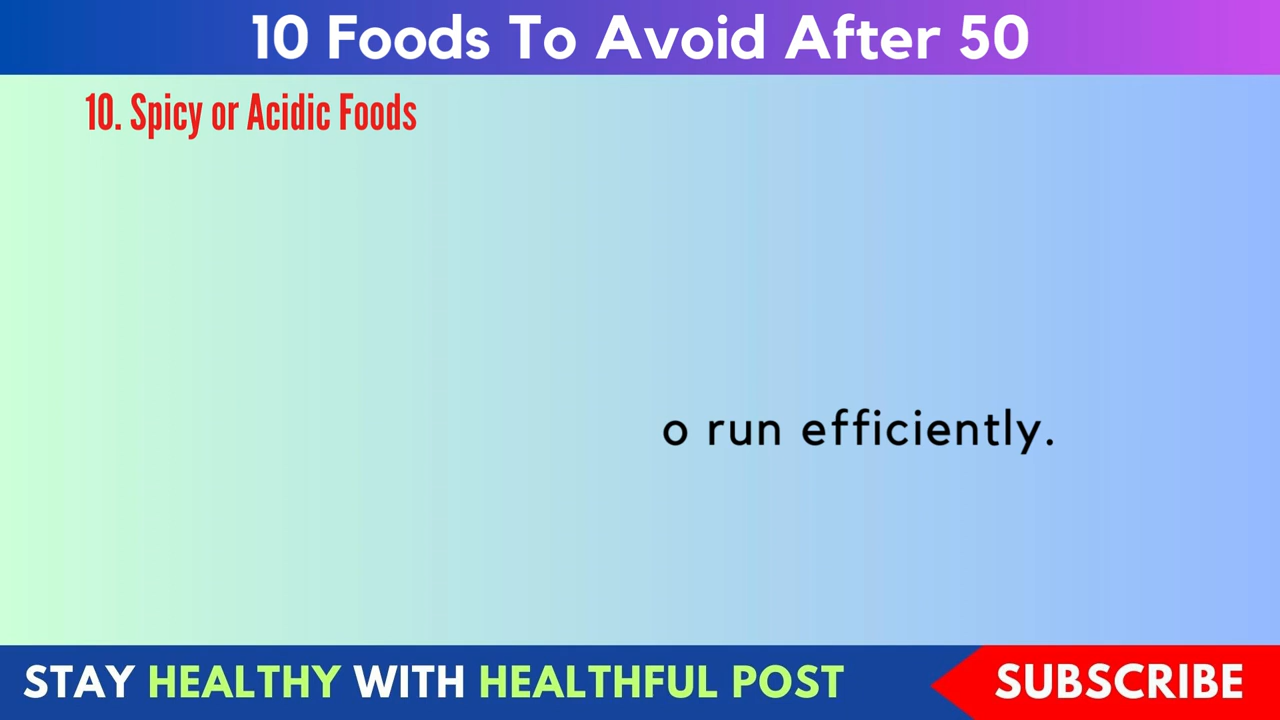 10 Foods To Avoid After 50
10. Spicy or Acidic Foods
o run efficiently.
STAY HEALTHY WITH HEALTHFUL POST
SUBSCRIBE